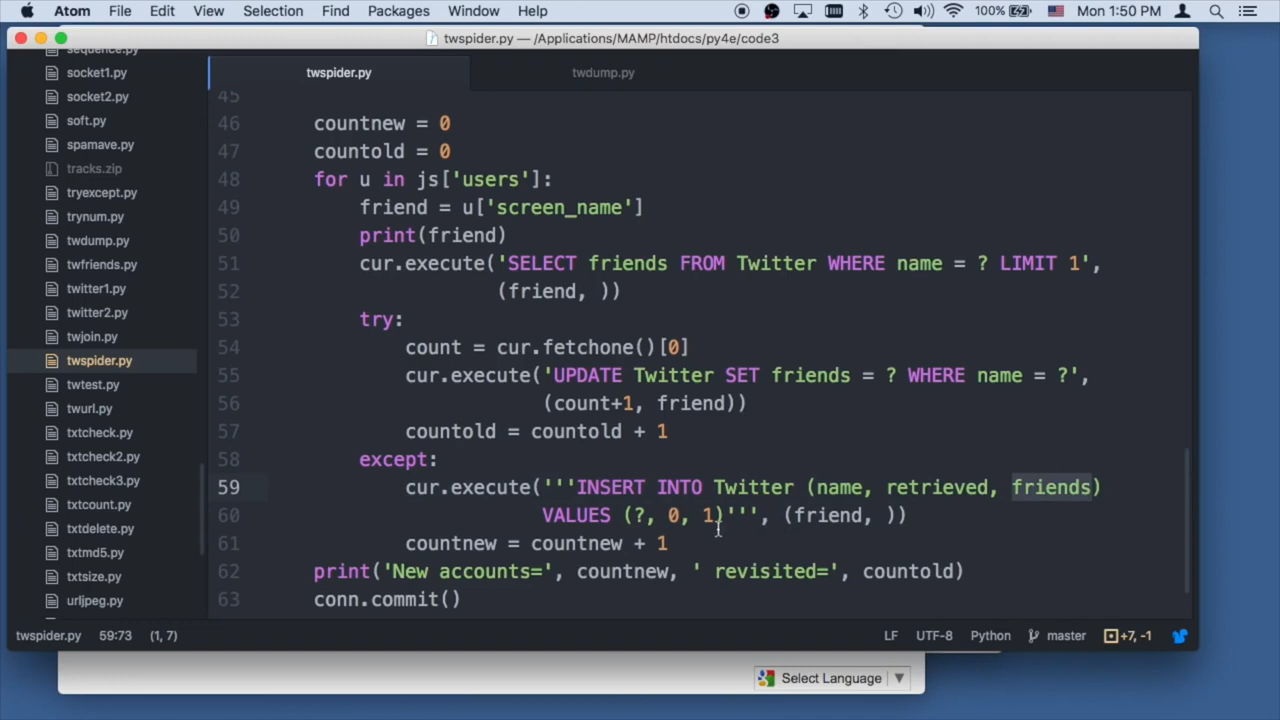 Atom File Edit View Selection Find Packages Window Help 100% Mon 1:50 PM
twspider.py — /Applications/MAMP/htdocs/py4e/code3
sequence.py
socket1.py
socket2.py
soft.py
spamave.py
tracks.zip
tryexcept.py
trynum.py
twdump.py
twfriends.py
twitter1.py
twitter2.py
twjoin.py
twspider.py
twtest.py
twurl.py
txtcheck.py
txtcheck2.py
txtcheck3.py
txtcount.py
txtdelete.py
txtmd5.py
txtsize.py
urljpeg.py
twspider.py twdump.py
45
46 countnew = 0
47 countold = 0
48 for u in js['users']:
49 friend = u['screen_name']
50 print(friend)
51 cur.execute('SELECT friends FROM Twitter WHERE name = ? LIMIT 1',
52 (friend, ))
53 try:
54 count = cur.fetchone()[0]
55 cur.execute('UPDATE Twitter SET friends = ? WHERE name = ?',
56 (count+1, friend))
57 countold = countold + 1
58 except:
59 cur.execute('''INSERT INTO Twitter (name, retrieved, friends)
60 VALUES (?, 0, 1)''', (friend, ))
61 countnew = countnew + 1
62 print('New accounts=', countnew, ' revisited=', countold)
63 conn.commit()
twspider.py 59:73 (1, 7) LF UTF-8 Python master +7, -1
Select Language ▼